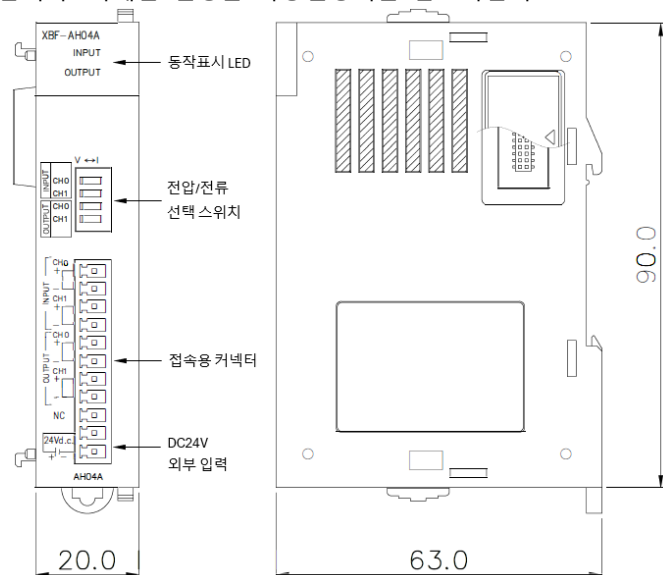 XBF-AH04A
INPUT
OUTPUT
동작표시 LED
V ↔ I
INPUT
CH0
CH1
OUTPUT
CH0
CH1
전압/전류
선택 스위치
INPUT
CH0
+
-
CH1
+
-
OUTPUT
CH0
+
-
CH1
+
-
접속용 커넥터
NC
24Vd.c.
+ -
DC24V
외부 입력
AH04A
20.0
63.0
90.0